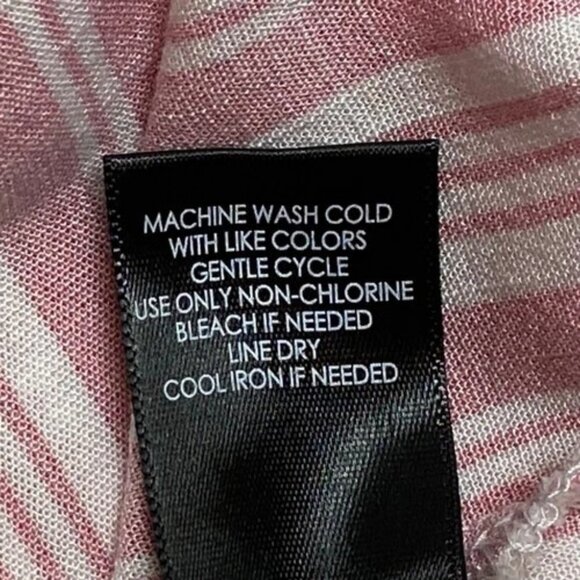 MACHINE WASH COLD
WITH LIKE COLORS
GENTLE CYCLE
USE ONLY NON-CHLORINE
BLEACH IF NEEDED
LINE DRY
COOL IRON IF NEEDED